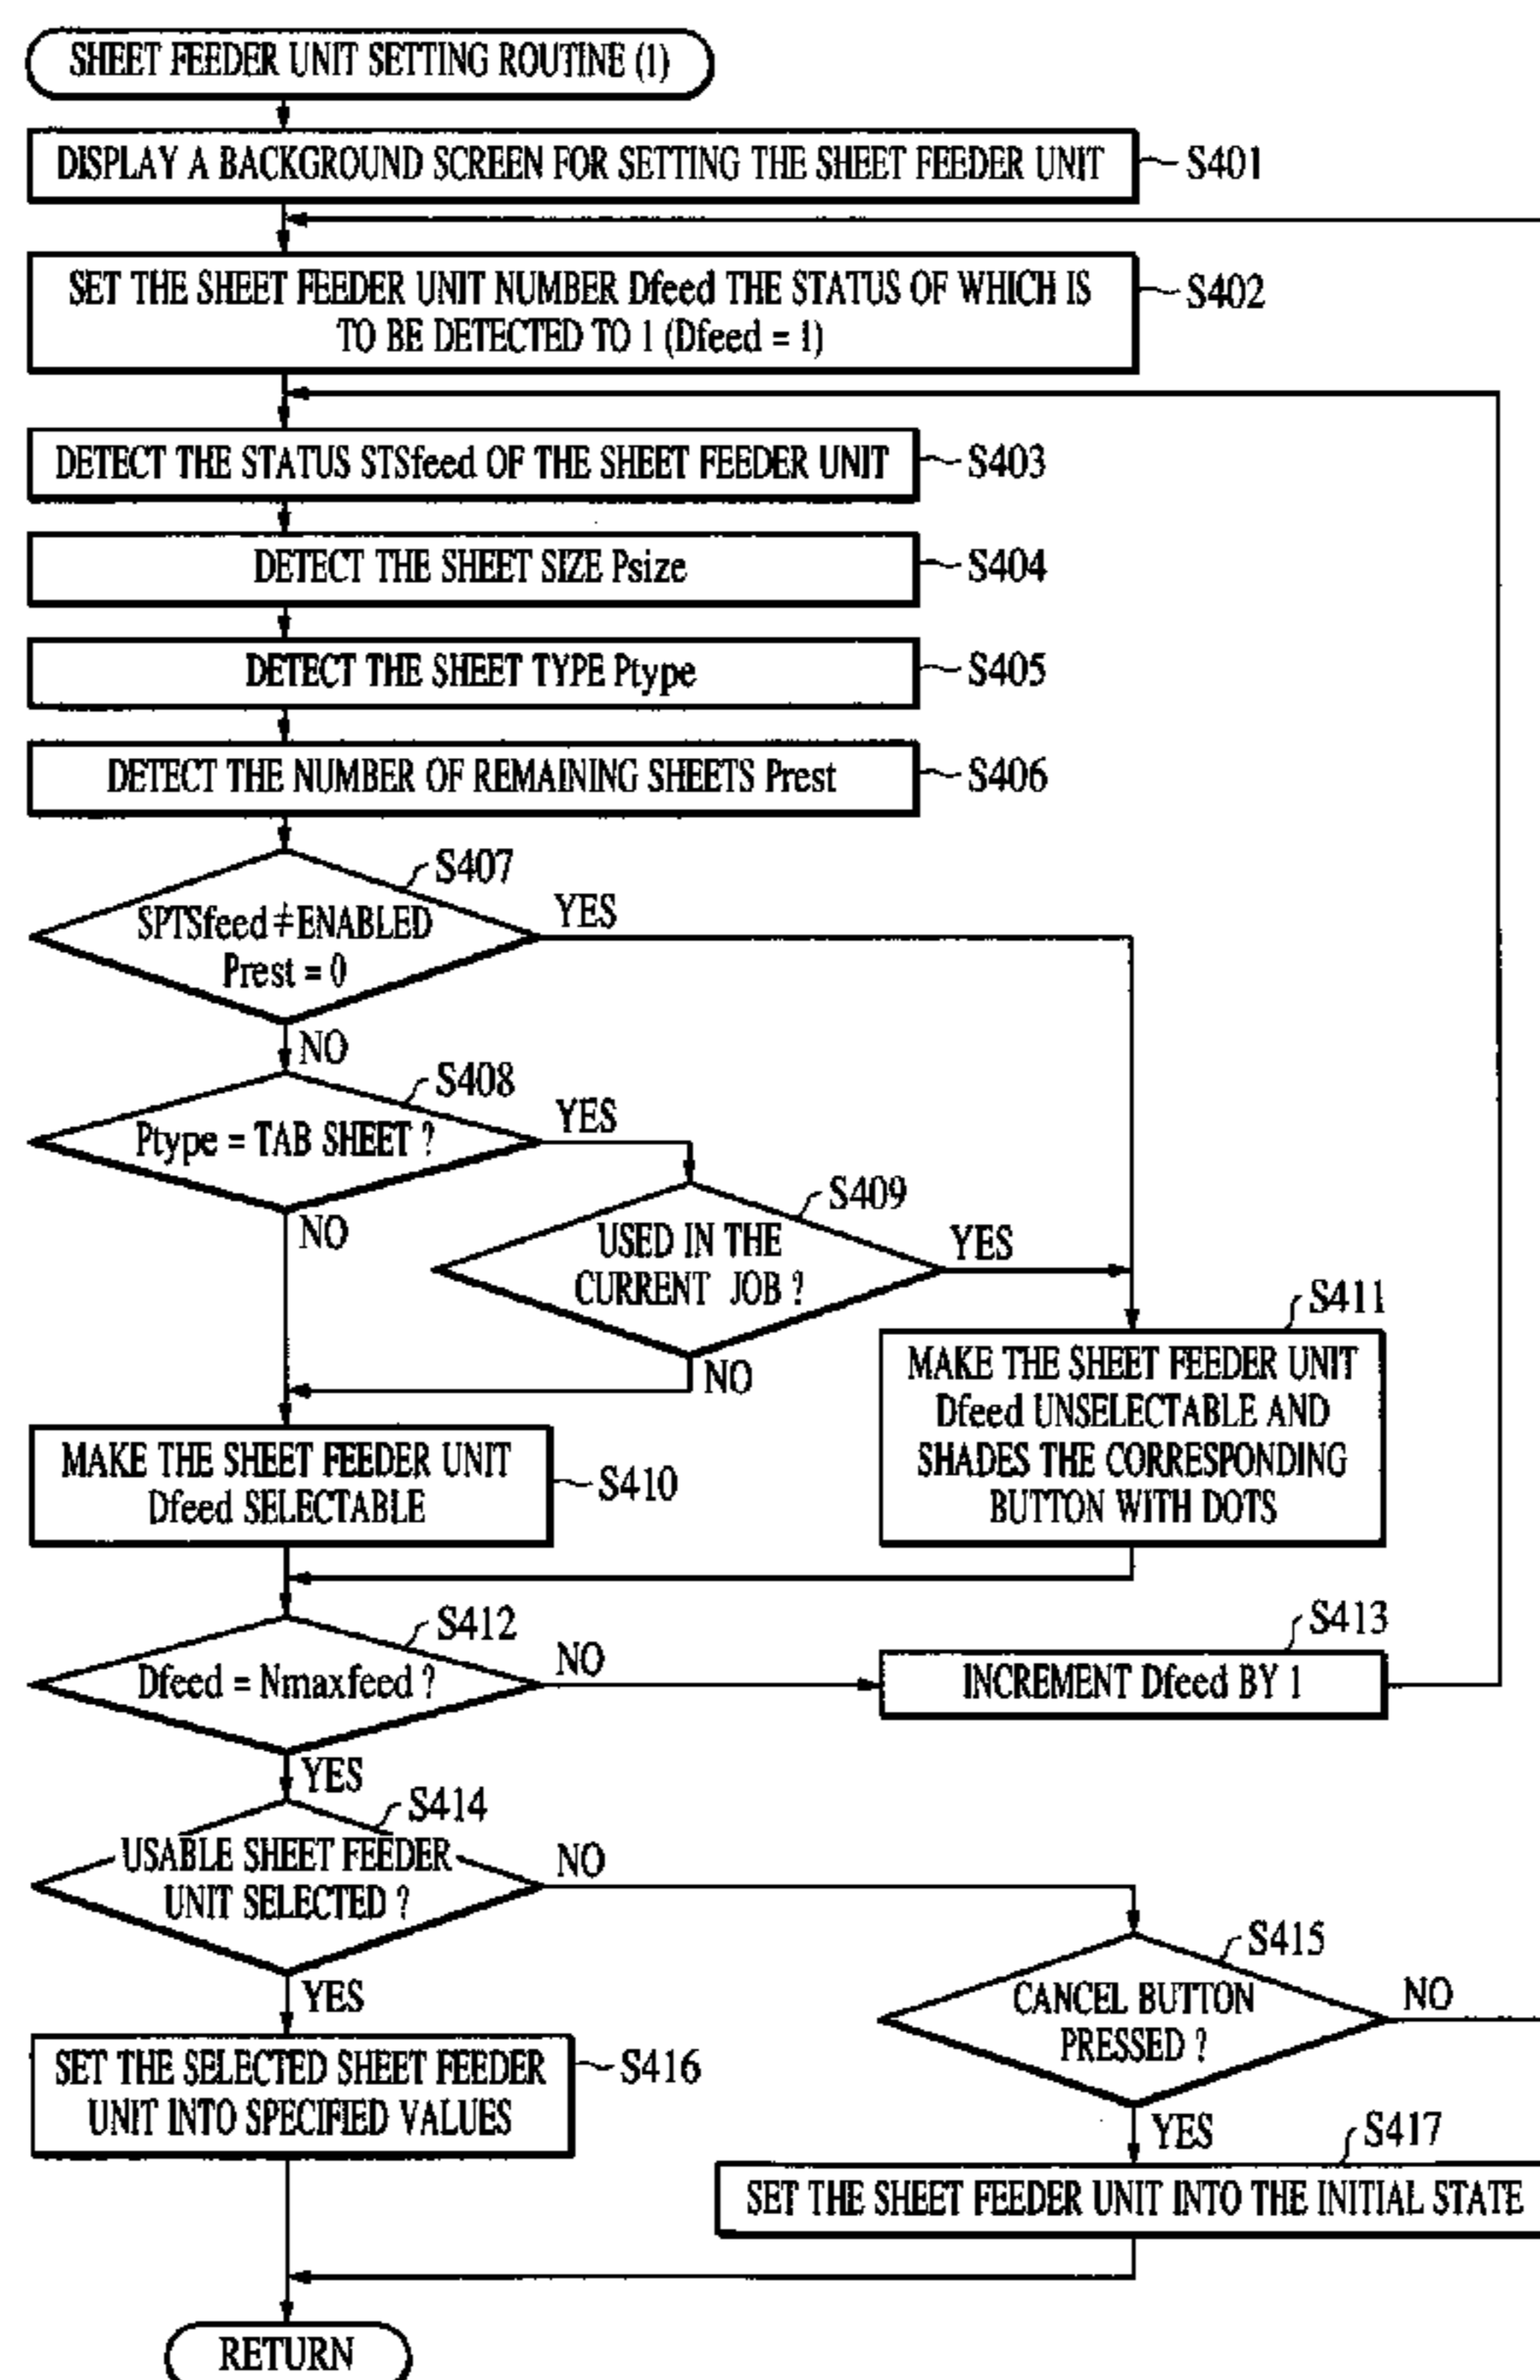 SHEET FEEDER UNIT SETTING ROUTINE (1)
DISPLAY A BACKGROUND SCREEN FOR SETTING THE SHEET FEEDER UNIT
S401
SET THE SHEET FEEDER UNIT NUMBER Dfeed THE STATUS OF WHICH IS
TO BE DETECTED TO 1 (Dfeed = 1)
S402
DETECT THE STATUS STSfeed OF THE SHEET FEEDER UNIT
S403
DETECT THE SHEET SIZE Psize
S404
DETECT THE SHEET TYPE Ptype
S405
DETECT THE NUMBER OF REMAINING SHEETS Prest
S406
S407
SPTSfeed ≠ ENABLED
Prest = 0
YES
NO
S408
Ptype = TAB SHEET ?
YES
NO
S409
USED IN THE
CURRENT JOB ?
YES
NO
S411
MAKE THE SHEET FEEDER UNIT
Dfeed UNSELECTABLE AND
SHADES THE CORRESPONDING
BUTTON WITH DOTS
MAKE THE SHEET FEEDER UNIT
Dfeed SELECTABLE
S410
S412
Dfeed = Nmaxfeed ?
NO
YES
S413
INCREMENT Dfeed BY 1
S414
USABLE SHEET FEEDER
UNIT SELECTED ?
NO
YES
S415
CANCEL BUTTON
PRESSED ?
NO
YES
SET THE SELECTED SHEET FEEDER
UNIT INTO SPECIFIED VALUES
S416
S417
SET THE SHEET FEEDER UNIT INTO THE INITIAL STATE
RETURN